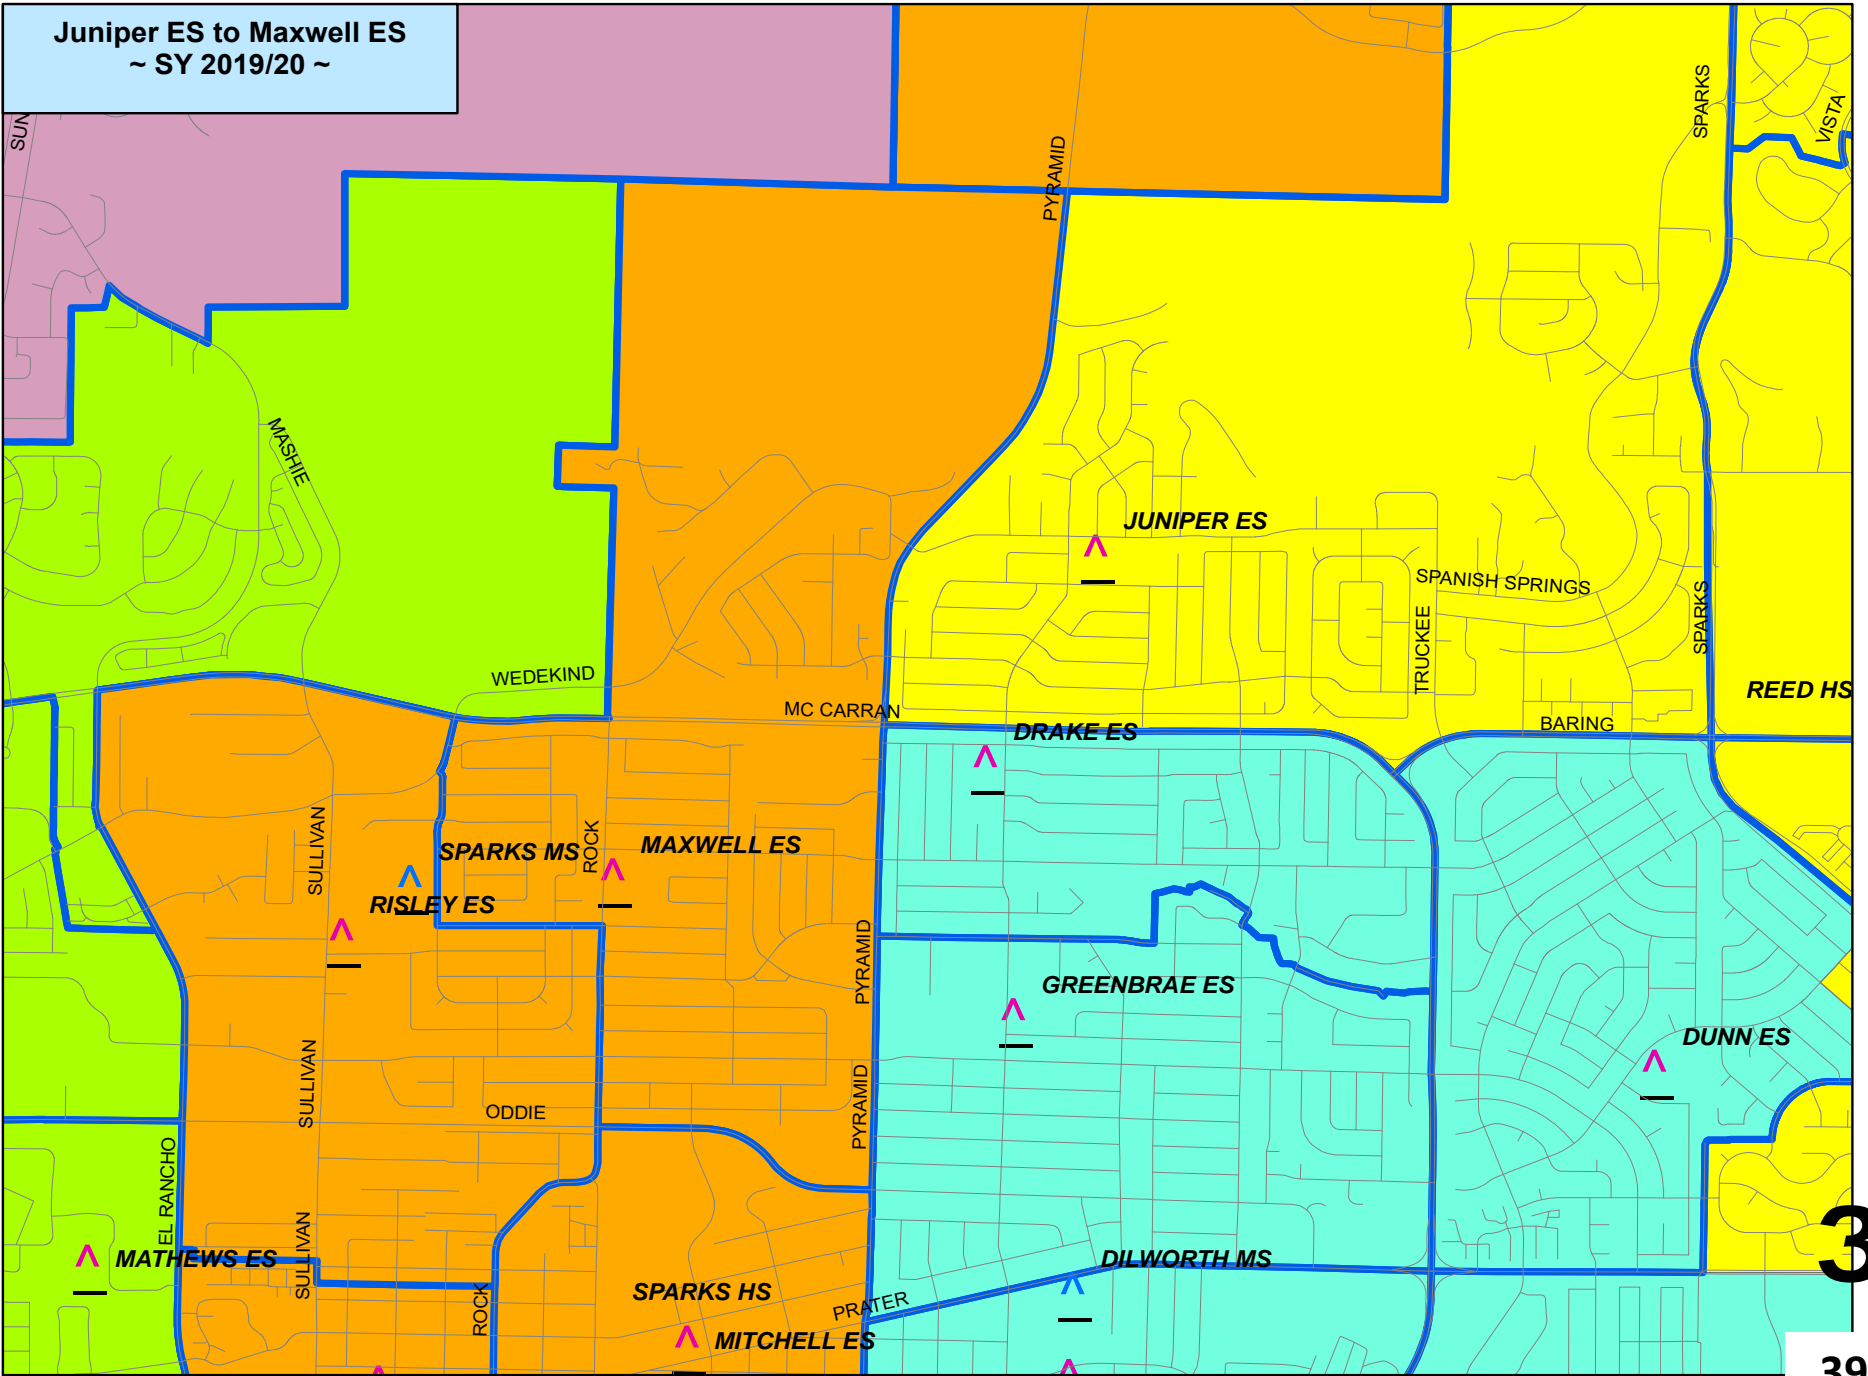 Juniper ES to Maxwell ES
~ SY 2019/20 ~
SUN
SPARKS
VISTA
PYRAMID
MASHIE
JUNIPER ES
SPANISH SPRINGS
TRUCKEE
SPARKS
WEDEKIND
REED HS
MC CARRAN
BARING
DRAKE ES
SULLIVAN
ROCK
SPARKS MS
MAXWELL ES
RISLEY ES
PYRAMID
GREENBRAE ES
DUNN ES
SULLIVAN
PYRAMID
ODDIE
EL RANCHO
SULLIVAN
MATHEWS ES
DILWORTH MS
3
ROCK
SPARKS HS
PRATER
MITCHELL ES
39